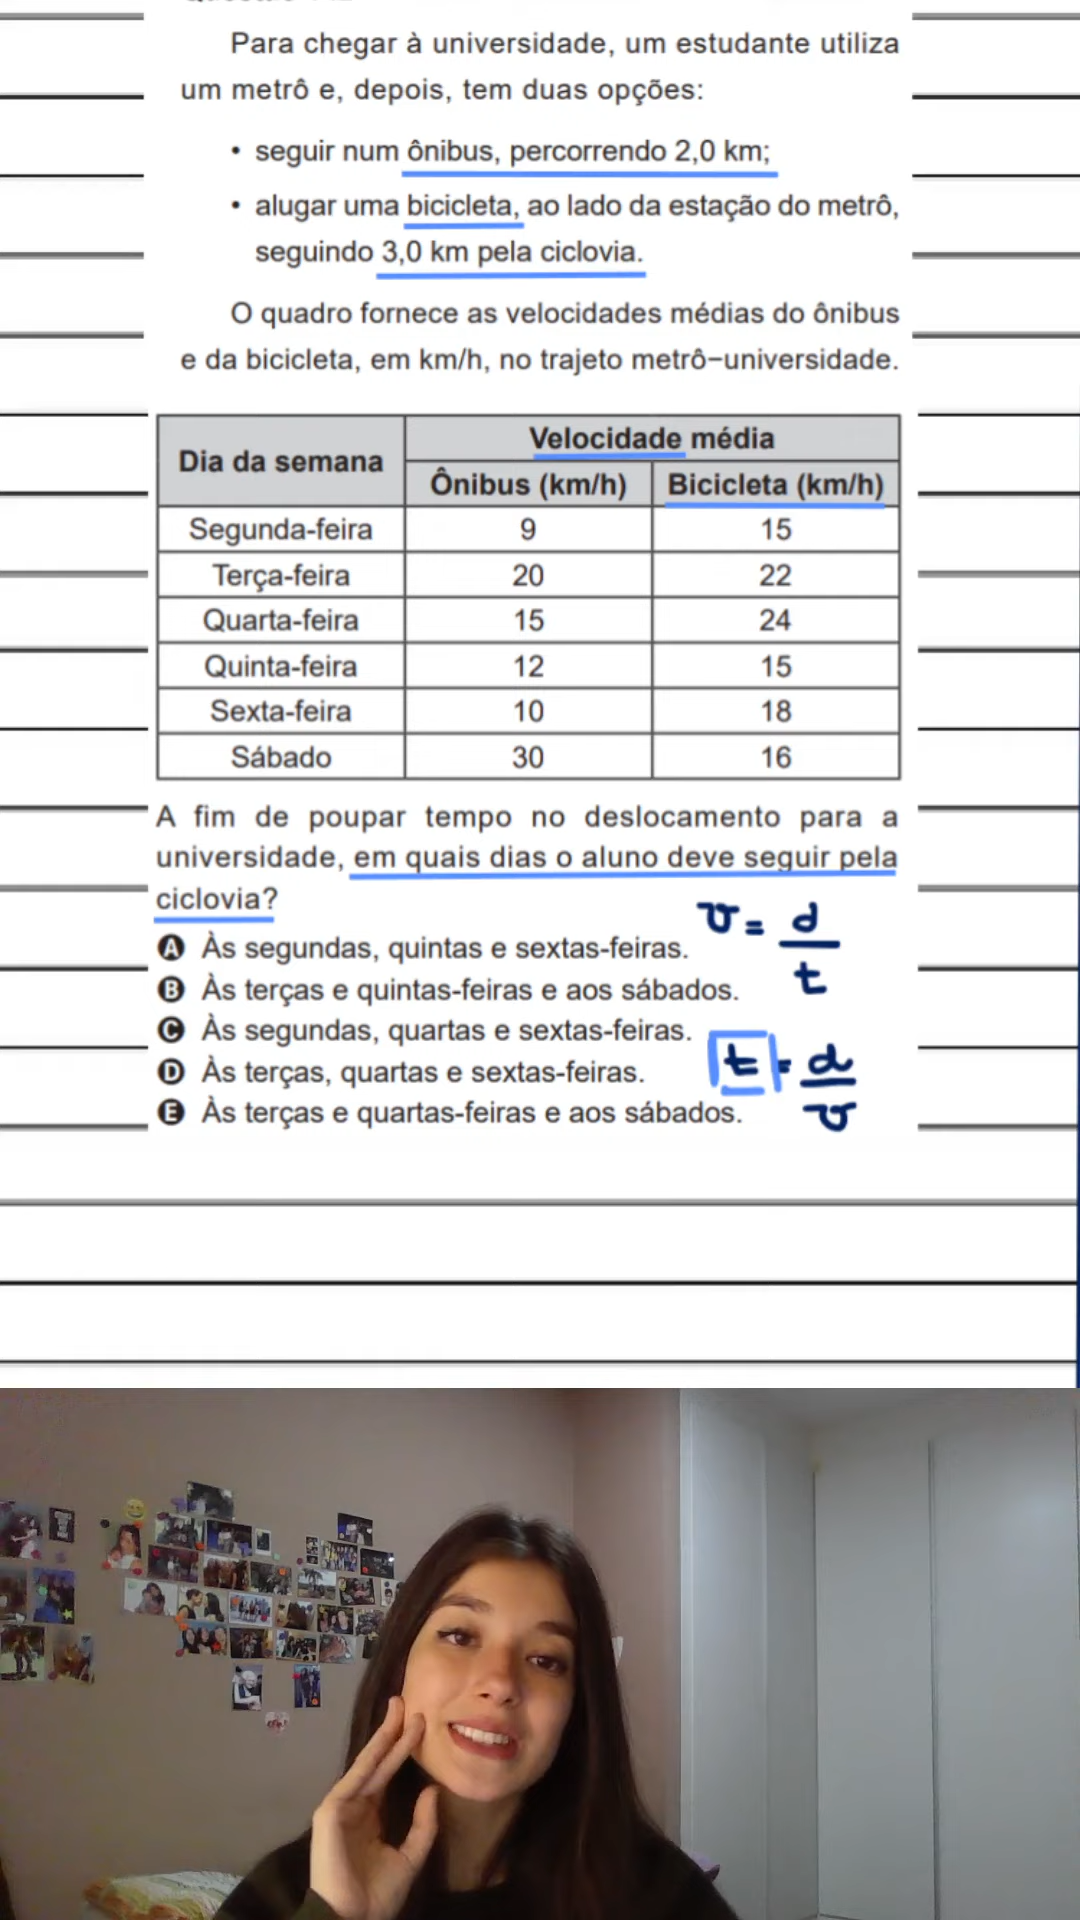 Para chegar à universidade, um estudante utiliza
um metrô e, depois, tem duas opções:
• seguir num ônibus, percorrendo 2,0 km;
• alugar uma bicicleta, ao lado da estação do metrô,
seguindo 3,0 km pela ciclovia.
O quadro fornece as velocidades médias do ônibus
e da bicicleta, em km/h, no trajeto metrô−universidade.
Dia da semana
Velocidade média
Ônibus (km/h) Bicicleta (km/h)
Segunda-feira 9 15
Terça-feira 20 22
Quarta-feira 15 24
Quinta-feira 12 15
Sexta-feira 10 18
Sábado 30 16
A fim de poupar tempo no deslocamento para a
universidade, em quais dias o aluno deve seguir pela
ciclovia?
A Às segundas, quintas e sextas-feiras.
B Às terças e quintas-feiras e aos sábados.
C Às segundas, quartas e sextas-feiras.
D Às terças, quartas e sextas-feiras.
E Às terças e quartas-feiras e aos sábados.
v = d
t
t = d
v